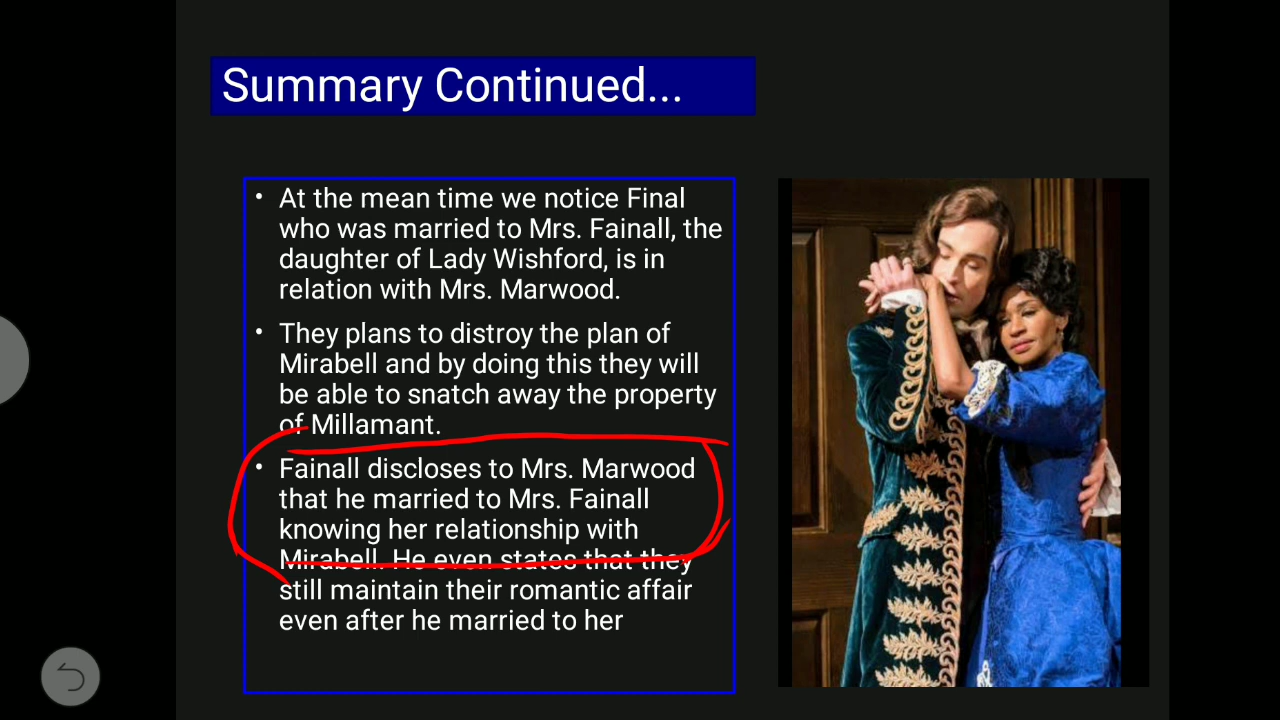 Summary Continued...
• At the mean time we notice Final
who was married to Mrs. Fainall, the
daughter of Lady Wishford, is in
relation with Mrs. Marwood.
• They plans to distroy the plan of
Mirabell and by doing this they will
be able to snatch away the property
of Millamant.
• Fainall discloses to Mrs. Marwood
that he married to Mrs. Fainall
knowing her relationship with
Mirabell. He even states that they
still maintain their romantic affair
even after he married to her